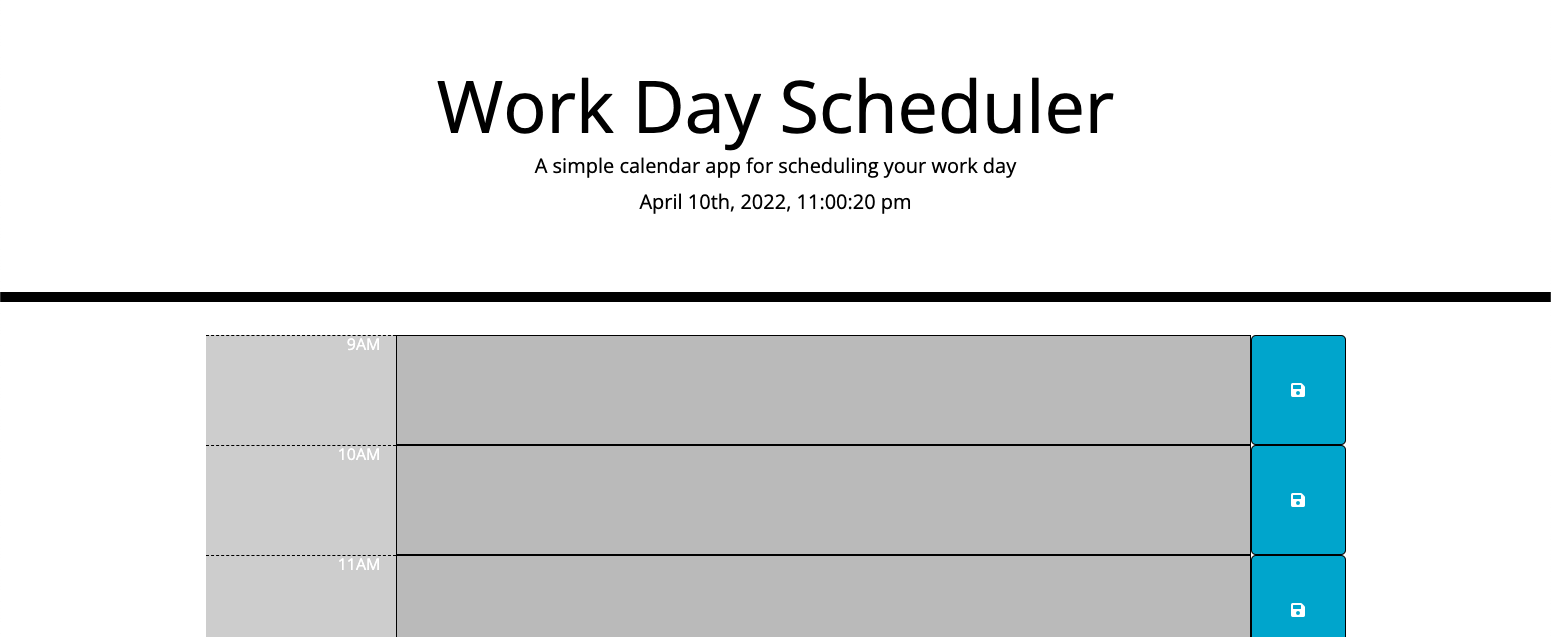 Work Day Scheduler
A simple calendar app for scheduling your work day
April 10th, 2022, 11:00:20 pm
9AM
10AM
11AM